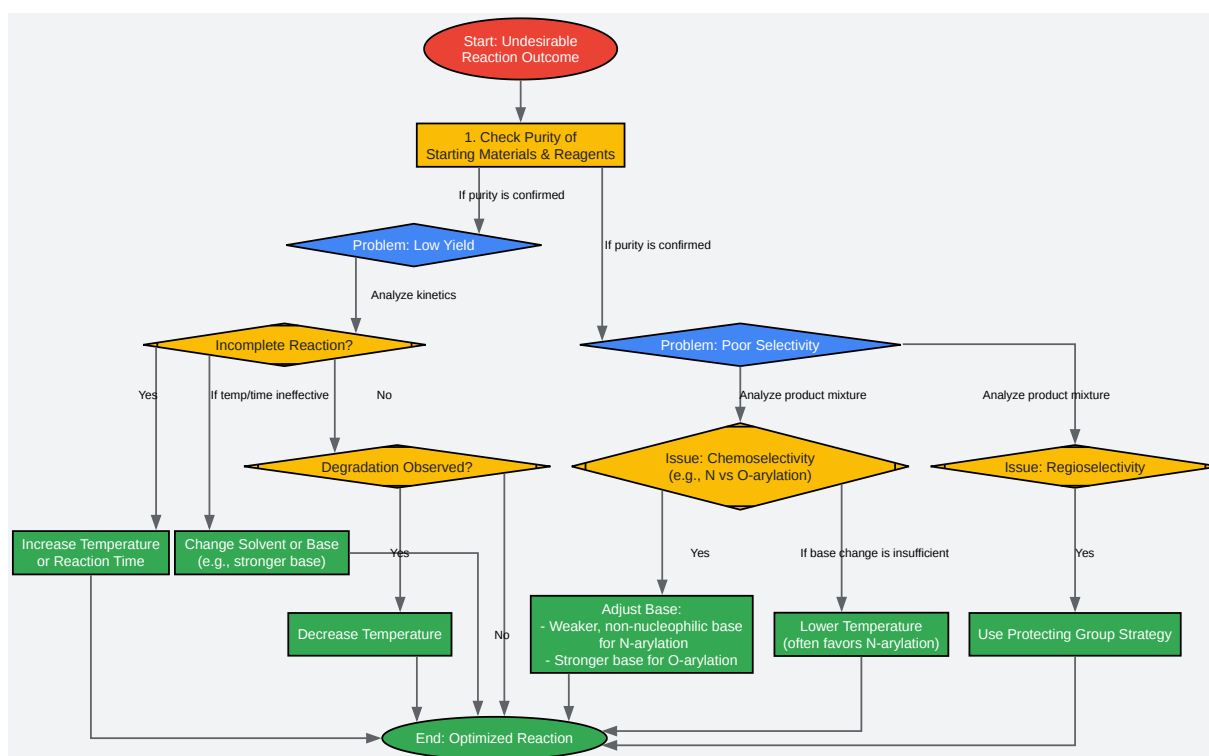 Start: Undesirable
Reaction Outcome
1. Check Purity of
Starting Materials & Reagents
If purity is confirmed
If purity is confirmed
Problem: Low Yield
Analyze kinetics
Incomplete Reaction?
Problem: Poor Selectivity
Yes
If temp/time ineffective
No
Analyze product mixture
Analyze product mixture
Degradation Observed?
Issue: Chemoselectivity
(e.g., N vs O-arylation)
Issue: Regioselectivity
Increase Temperature
or Reaction Time
Change Solvent or Base
(e.g., stronger base)
Yes
Yes
If base change is insufficient
Yes
Decrease Temperature
No
Adjust Base:
- Weaker, non-nucleophilic base
for N-arylation
- Stronger base for O-arylation
Lower Temperature
(often favors N-arylation)
Use Protecting Group Strategy
End: Optimized Reaction